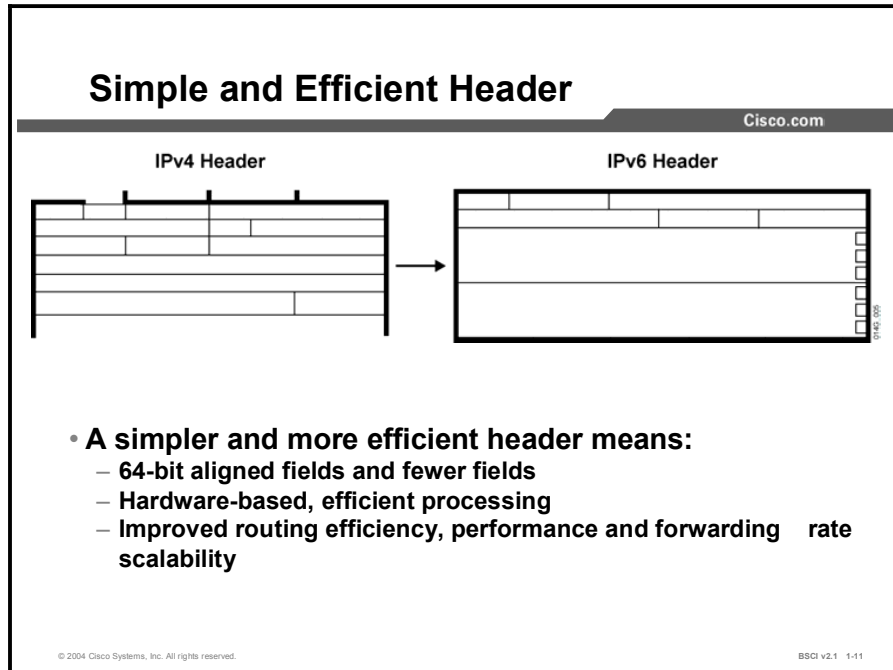 Simple and Efficient Header
Cisco.com
IPv4 Header
IPv6 Header
014G_005
• A simpler and more efficient header means:
– 64-bit aligned fields and fewer fields
– Hardware-based, efficient processing
– Improved routing efficiency, performance and forwarding rate
scalability
© 2004 Cisco Systems, Inc. All rights reserved.
BSCI v2.1 1-11